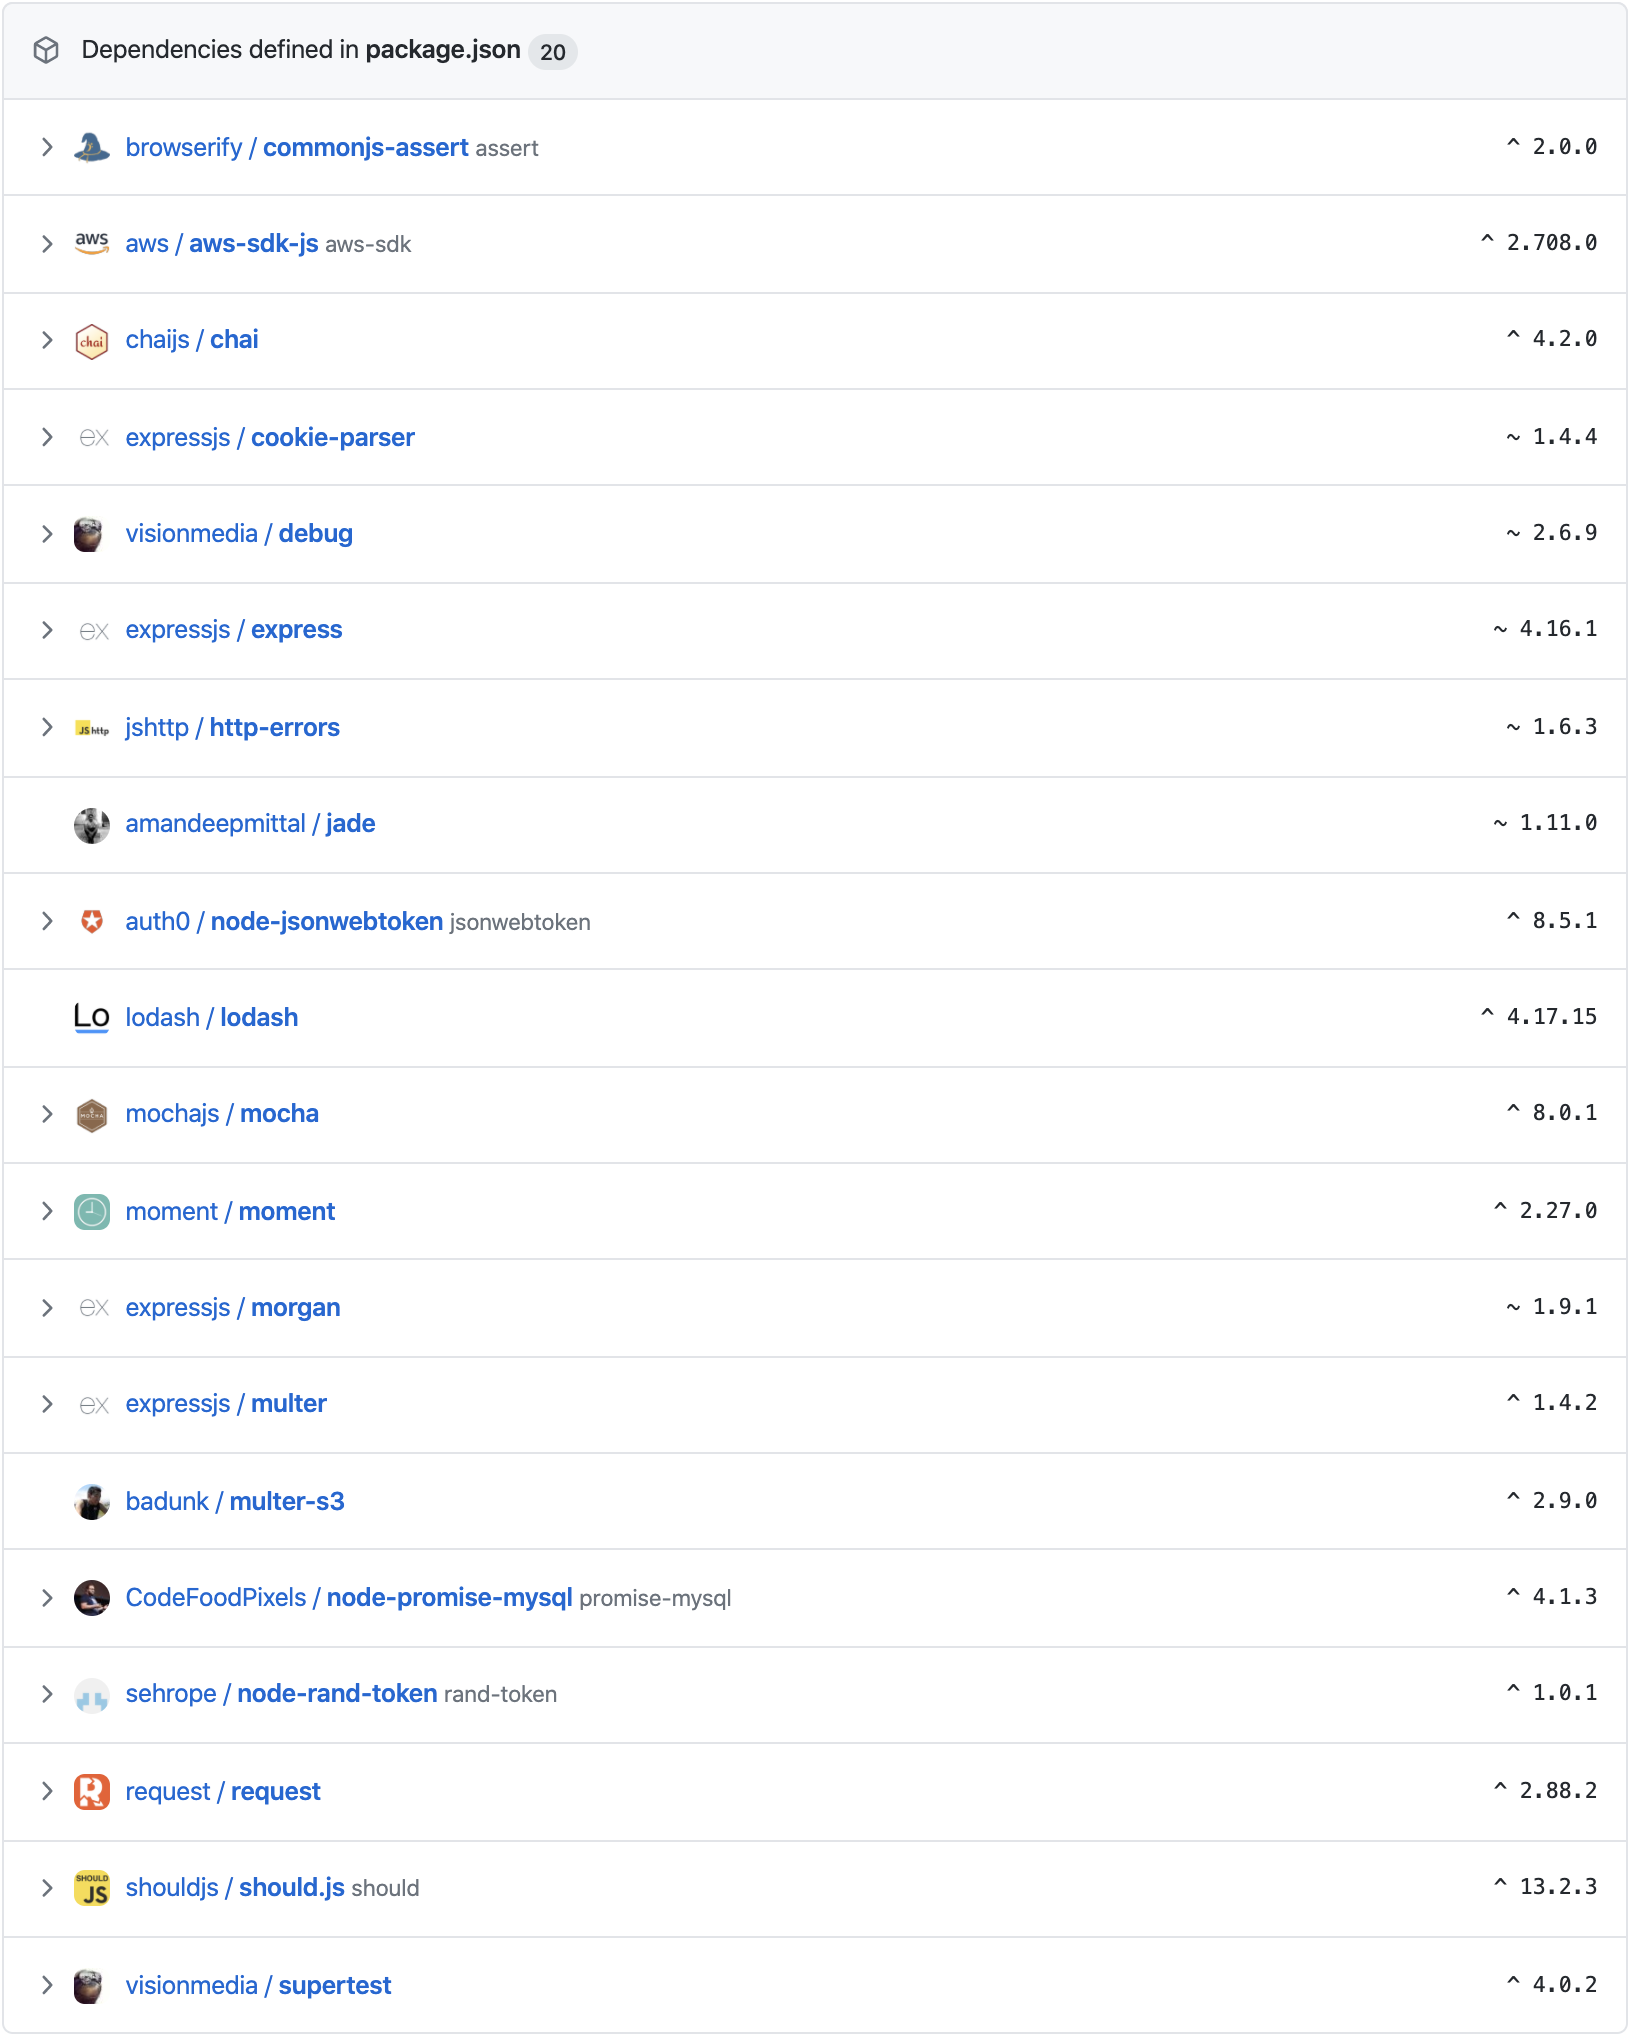 Dependencies defined in package.json 20
browserify / commonjs-assert assert ^ 2.0.0
aws aws / aws-sdk-js aws-sdk ^ 2.708.0
chai chaijs / chai ^ 4.2.0
ex expressjs / cookie-parser ~ 1.4.4
visionmedia / debug ~ 2.6.9
ex expressjs / express ~ 4.16.1
JS http jshttp / http-errors ~ 1.6.3
amandeepmittal / jade ~ 1.11.0
auth0 / node-jsonwebtoken jsonwebtoken ^ 8.5.1
Lo lodash / lodash ^ 4.17.15
MOCHA mochajs / mocha ^ 8.0.1
moment / moment ^ 2.27.0
ex expressjs / morgan ~ 1.9.1
ex expressjs / multer ^ 1.4.2
badunk / multer-s3 ^ 2.9.0
CodeFoodPixels / node-promise-mysql promise-mysql ^ 4.1.3
sehrope / node-rand-token rand-token ^ 1.0.1
R request / request ^ 2.88.2
SHOULD JS shouldjs / should.js should ^ 13.2.3
visionmedia / supertest ^ 4.0.2